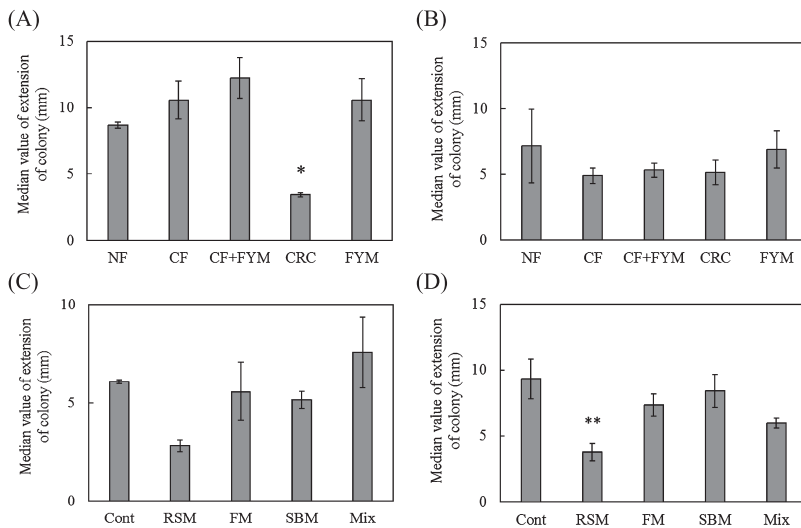 (A)
Median value of extension
of colony (mm)
15
10
5
0
*
NF CF CF+FYM CRC FYM
(B)
Median value of extension
of colony (mm)
15
10
5
0
NF CF CF+FYM CRC FYM
(C)
Median value of extension
of colony (mm)
10
5
0
Cont RSM FM SBM Mix
(D)
Median value of extension
of colony (mm)
15
10
5
0
**
Cont RSM FM SBM Mix